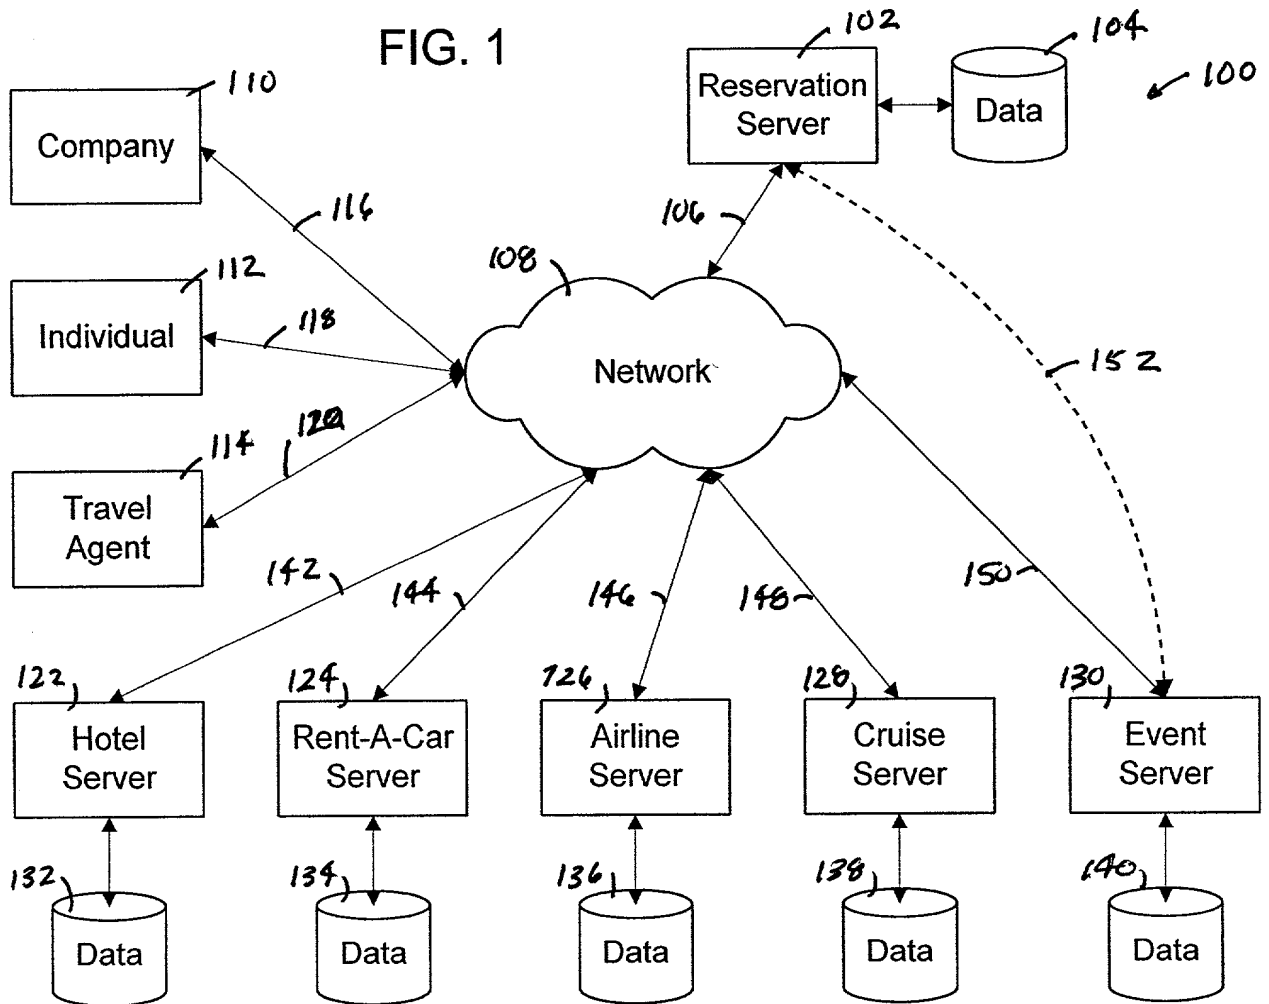 FIG. 1
102
104
100
110
Reservation
Server
Data
Company
116
106
112
108
Individual
118
Network
152
114
120
Travel
Agent
142
144
146
148
150
122
124
126
128
130
Hotel
Server
Rent-A-Car
Server
Airline
Server
Cruise
Server
Event
Server
132
134
136
138
140
Data
Data
Data
Data
Data